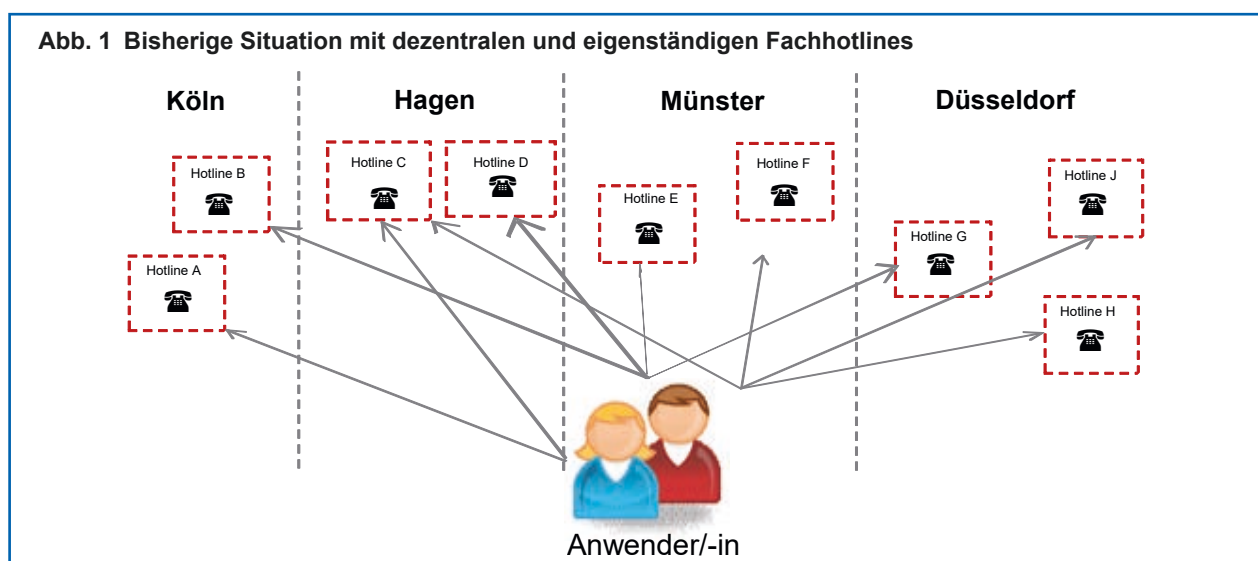 Abb. 1 Bisherige Situation mit dezentralen und eigenständigen Fachhotlines
Köln
Hagen
Münster
Düsseldorf
Hotline B
Hotline A
Hotline C
Hotline D
Hotline E
Hotline F
Hotline G
Hotline J
Hotline H
Anwender/-in